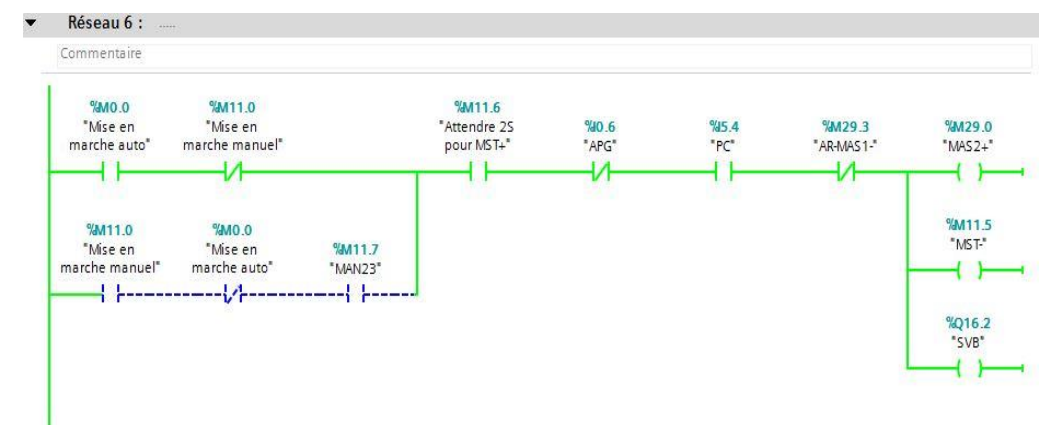 Réseau 6 : .....
Commentaire
%M0.0
"Mise en
marche auto"
%M11.0
"Mise en
marche manuel"
%M11.6
"Attendre 2S
pour MST+"
%I0.6
"APG"
%I5.4
"PC"
%M29.3
"AR-MAS1-"
%M29.0
"MAS2+"
%M11.0
"Mise en
marche manuel"
%M0.0
"Mise en
marche auto"
%M11.7
"MAN23"
%M11.5
"MST-"
%Q16.2
"SVB"